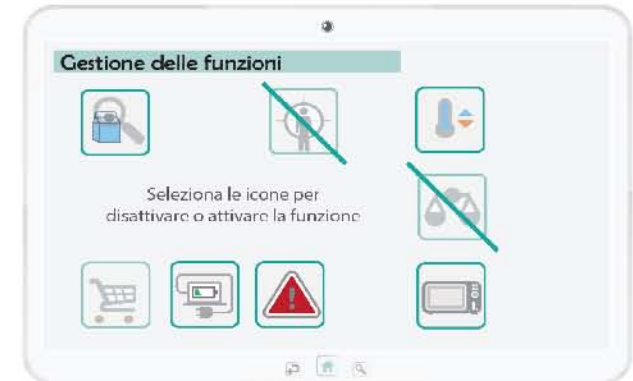 Gestione delle funzioni
Seleziona le icone per
disattivare o attivare la funzione